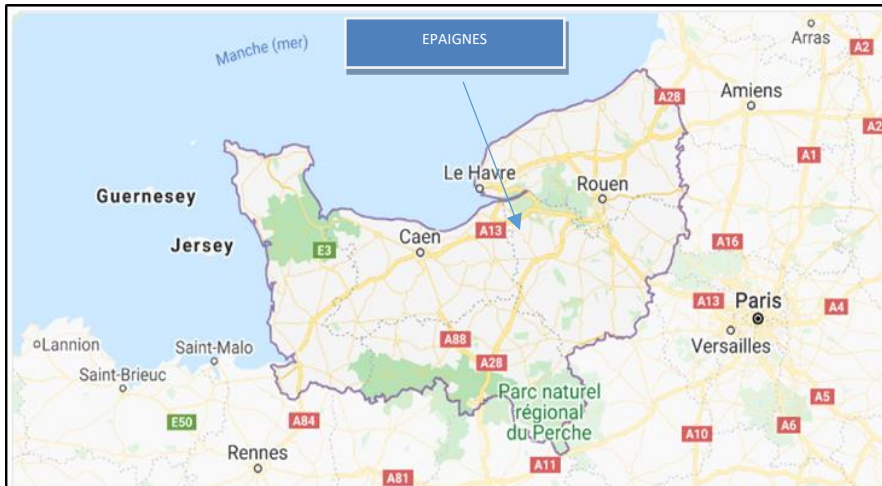 EPAIGNES
Manche (mer)
Arras
A2
A28
Amiens
A2
A1
Le Havre
Rouen
Guernesey
Jersey
E3
Caen
A13
A16
A13
Paris
A4
Versailles
Lannion
Saint-Malo
Saint-Brieuc
A88
A28
Parc naturel
régional
du Perche
A5
A6
E50
A84
A10
Rennes
A11
A81